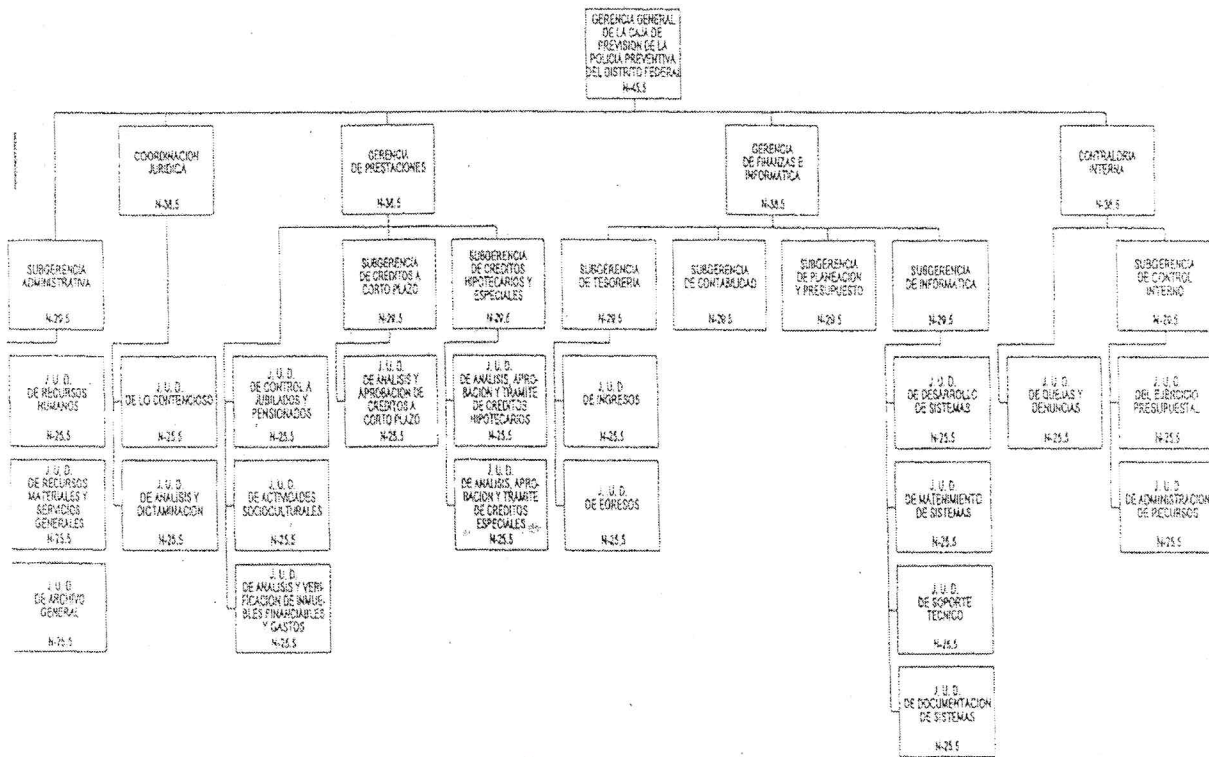 GERENCIA GENERAL
DE LA CAJA DE
PREVISION DE LA
POLICIA PREVENTIVA
DEL DISTRITO FEDERAL
N-45.5
COORDINACION
JURIDICA
N-38.5
GERENCIA
DE PRESTACIONES
N-38.5
GERENCIA
DE FINANZAS E
INFORMATICA
N-38.5
CONTRALORIA
INTERNA
N-38.5
SUBGERENCIA
ADMINISTRATIVA
N-29.5
SUBGERENCIA
DE CREDITOS A
CORTO PLAZO
N-29.5
SUBGERENCIA
DE CREDITOS
HIPOTECARIOS Y
ESPECIALES
N-29.5
SUBGERENCIA
DE TESORERIA
N-29.5
SUBGERENCIA
DE CONTABILIDAD
N-29.5
SUBGERENCIA
DE PLANEACION
Y PRESUPUESTO
N-29.5
SUBGERENCIA
DE INFORMATICA
N-29.5
SUBGERENCIA
DE CONTROL
INTERNO
N-29.5
J. U. D.
DE RECURSOS
HUMANOS
N-25.5
J. U. D.
DE LO CONTENCIOSO
N-25.5
J. U. D.
DE CONTROL A
JUBILADOS Y
PENSIONADOS
N-25.5
J. U. D.
DE ANALISIS Y
APROBACION DE
CREDITOS A
CORTO PLAZO
N-25.5
J. U. D.
DE ANALISIS, APRO-
BACION Y TRAMITE
DE CREDITOS
HIPOTECARIOS
N-25.5
J. U. D.
DE INGRESOS
N-25.5
J. U. D.
DE DESARROLLO
DE SISTEMAS
N-25.5
J. U. D.
DE QUEJAS Y
DENUNCIAS
N-25.5
J. U. D.
DEL EJERCICIO
PRESUPUESTAL
N-25.5
J. U. D.
DE RECURSOS
MATERIALES Y
SERVICIOS
GENERALES
N-25.5
J. U. D.
DE ANALISIS Y
DICTAMINACION
N-25.5
J. U. D.
DE ACTIVIDADES
SOCIOCULTURALES
N-25.5
J. U. D.
DE ANALISIS, APRO-
BACION Y TRAMITE
DE CREDITOS
ESPECIALES
N-25.5
J. U. D.
DE EGRESOS
N-25.5
J. U. D.
DE MATENIMIENTO
DE SISTEMAS
N-25.5
J. U. D.
DE ADMINISTRACION
DE RECURSOS
N-25.5
J. U. D.
DE ARCHIVO
GENERAL
N-25.5
J. U. D.
DE ANALISIS Y VERI-
FICACION DE INMUE-
BLES FINANCIABLES
Y GASTOS
N-25.5
J. U. D.
DE SOPORTE
TECNICO
N-25.5
J. U. D.
DE DOCUMENTACION
DE SISTEMAS
N-25.5